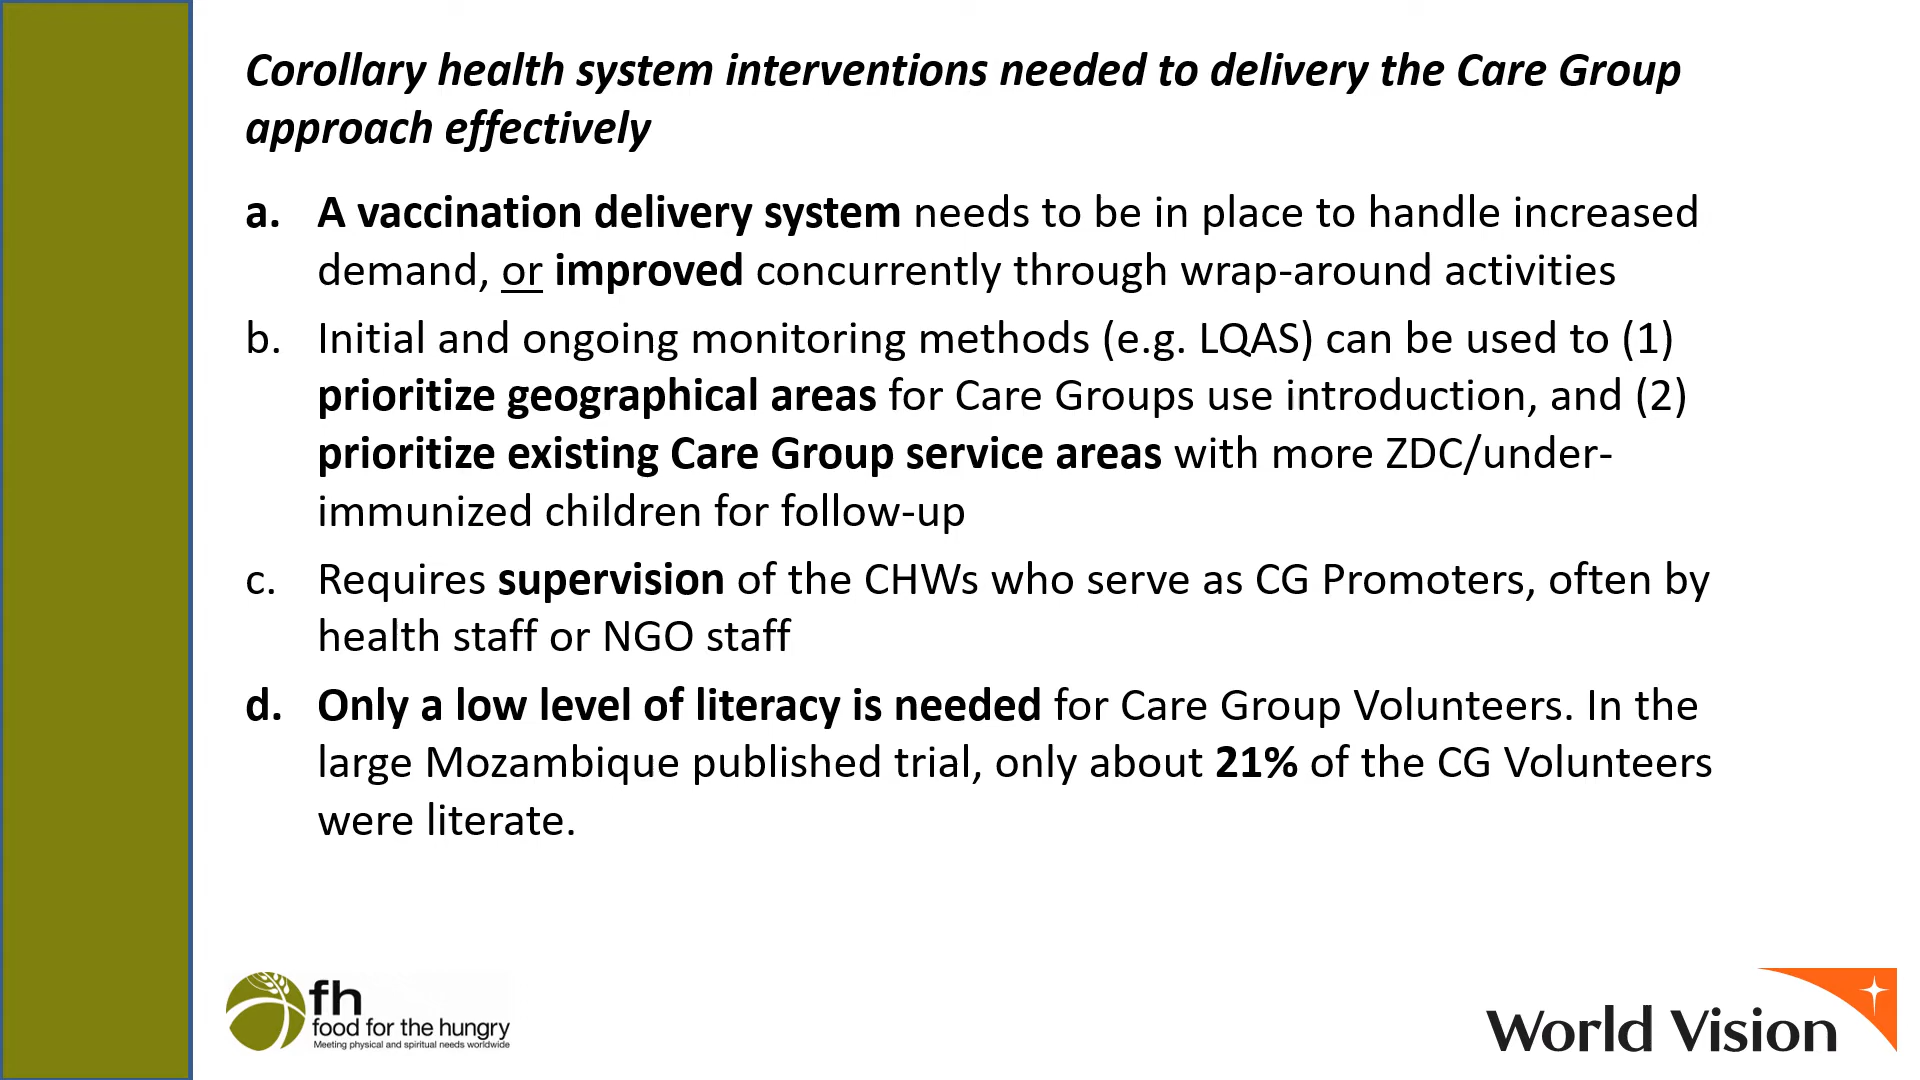 Corollary health system interventions needed to delivery the Care Group
approach effectively
a. A vaccination delivery system needs to be in place to handle increased
demand, or improved concurrently through wrap-around activities
b. Initial and ongoing monitoring methods (e.g. LQAS) can be used to (1)
prioritize geographical areas for Care Groups use introduction, and (2)
prioritize existing Care Group service areas with more ZDC/under-
immunized children for follow-up
c. Requires supervision of the CHWs who serve as CG Promoters, often by
health staff or NGO staff
d. Only a low level of literacy is needed for Care Group Volunteers. In the
large Mozambique published trial, only about 21% of the CG Volunteers
were literate.
fh
food for the hungry
Meeting physical and spiritual needs worldwide
World Vision